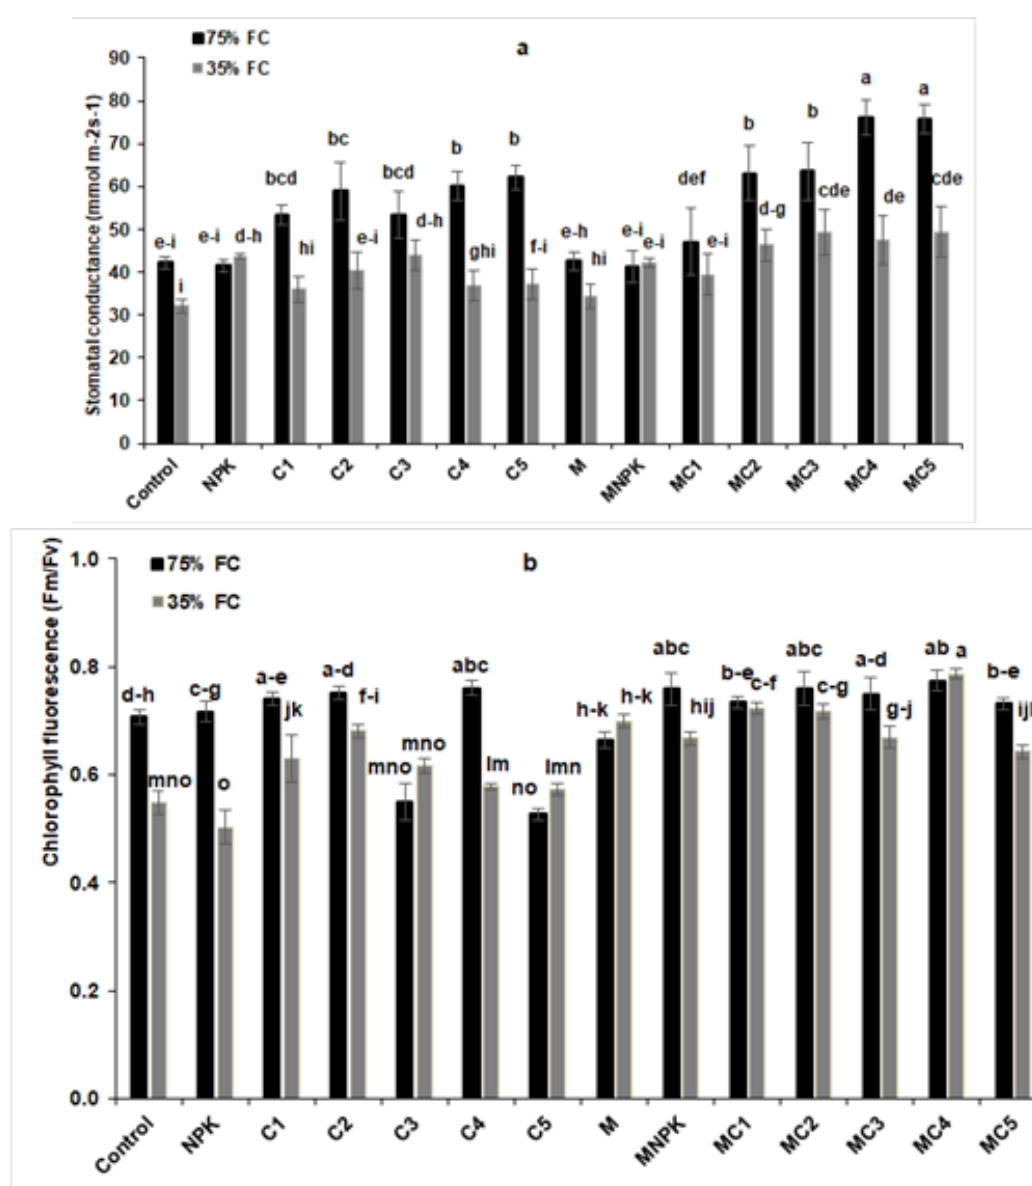 a
75% FC
35% FC
Stomatal conductance (mmol m-2s-1)
90
80
70
60
50
40
30
20
10
0
e-i
i
e-i
d-h
bcd
hi
bc
e-i
bcd
d-h
b
ghi
b
f-i
e-h
hi
e-i
e-i
def
e-i
b
d-g
b
cde
a
de
a
cde
Control
NPK
C1
C2
C3
C4
C5
M
MNPK
MC1
MC2
MC3
MC4
MC5
b
75% FC
35% FC
Chlorophyll fluorescence (Fm/Fv)
1.0
0.8
0.6
0.4
0.2
0.0
d-h
mno
c-g
o
a-e
jk
a-d
f-i
mno
mno
abc
lm
no
lmn
h-k
h-k
abc
hij
b-e
c-f
abc
c-g
a-d
g-j
ab
a
b-e
Control
NPK
C1
C2
C3
C4
C5
M
MNPK
MC1
MC2
MC3
MC4
MC5